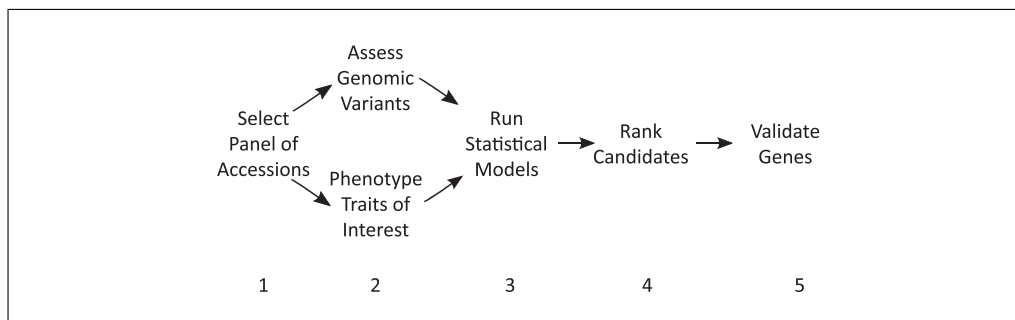 Select
Panel of
Accessions
Assess
Genomic
Variants
Phenotype
Traits of
Interest
Run
Statistical
Models
Rank
Candidates
Validate
Genes
1 2 3 4 5